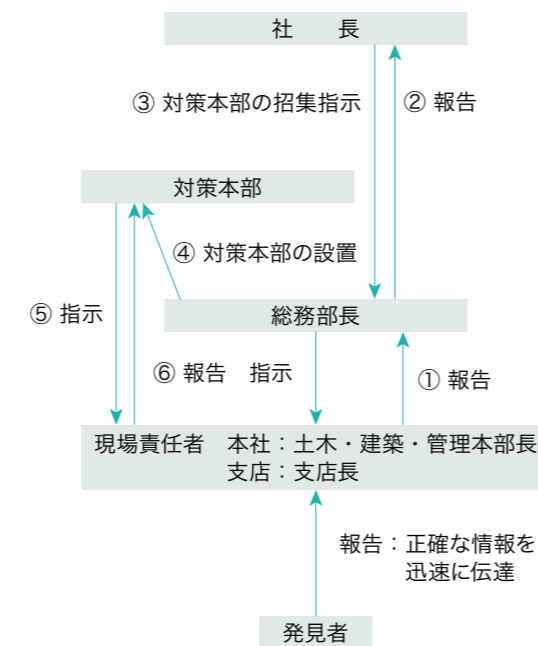 社　長
③ 対策本部の招集指示
② 報告
対策本部
④ 対策本部の設置
総務部長
⑤ 指示
⑥ 報告　指示
① 報告
現場責任者　本社：土木・建築・管理本部長
支店：支店長
報告：正確な情報を
迅速に伝達
発見者